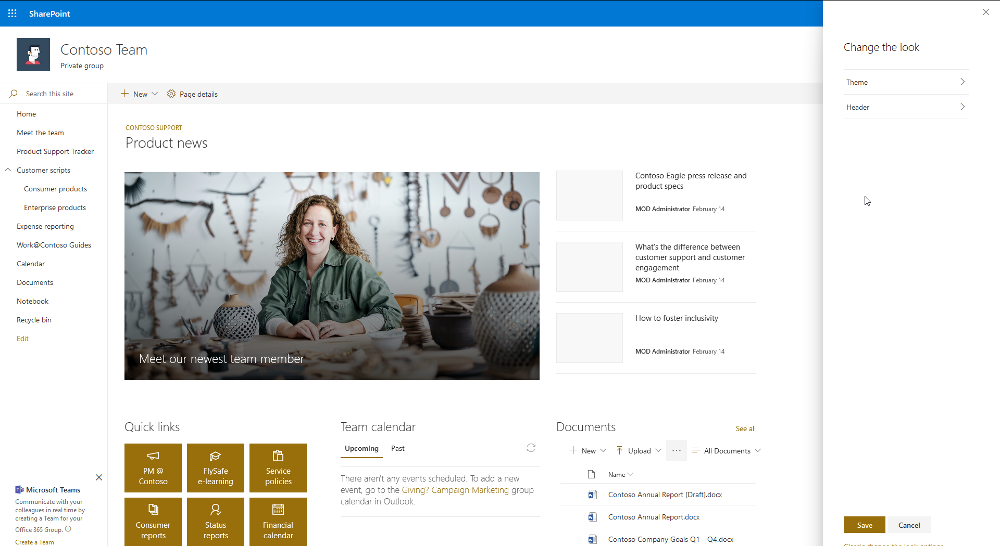 SharePoint
Contoso Team
Private group
Search this site
New
Page details
Home
Meet the team
Product Support Tracker
Customer scripts
Consumer products
Enterprise products
Expense reporting
Work@Contoso Guides
Calendar
Documents
Notebook
Recycle bin
Edit
Microsoft Teams
Communicate with your
colleagues in real time by
creating a Team for your
Office 365 Group.
Create a Team
CONTOSO SUPPORT
Product news
Meet our newest team member
Contoso Eagle press release and
product specs
MOD Administrator February 14
What's the difference between
customer support and customer
engagement
MOD Administrator February 14
How to foster inclusivity
MOD Administrator February 14
Quick links
PM @
Contoso
FlySafe
e-learning
Service
policies
Consumer
reports
Status
reports
Financial
calendar
Team calendar
Upcoming
Past
There aren't any events scheduled. To add a new
event, go to the Giving? Campaign Marketing group
calendar in Outlook.
Documents
See all
New
Upload
All Documents
Name
Contoso Annual Report [Draft].docx
Contoso Annual Report.docx
Contoso Company Goals Q1 - Q4.docx
Change the look
Theme
Header
Save
Cancel
Classic change the look options